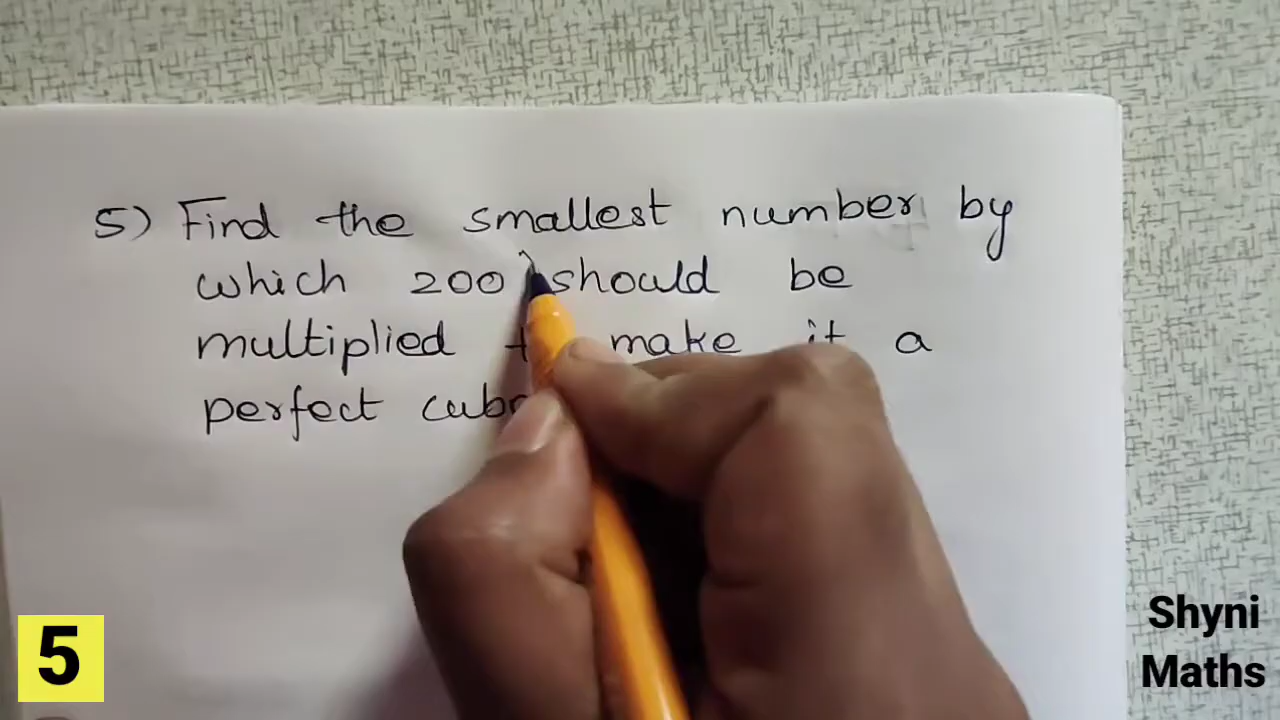 5) Find the smallest number by
which 200 should be
multiplied make it a
perfect
5
Shyni
Maths